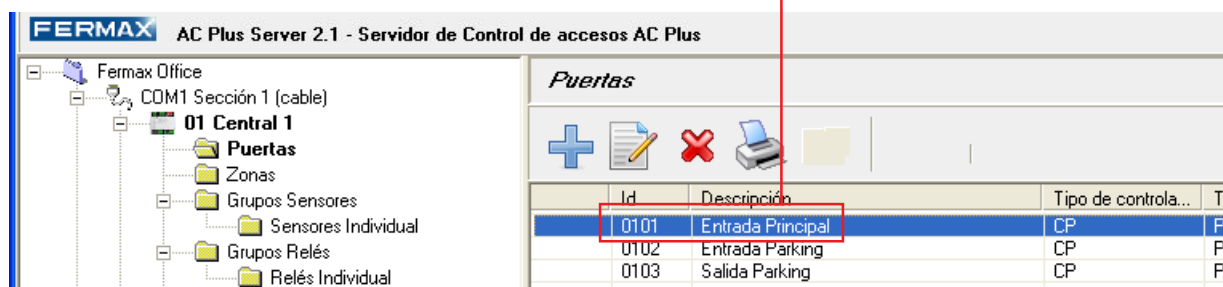 FERMAX AC Plus Server 2.1 - Servidor de Control de accesos AC Plus
Fermax Office
COM1 Sección 1 (cable)
01 Central 1
Puertas
Zonas
Grupos Sensores
Sensores Individual
Grupos Relés
Relés Individual
Puertas
Id Descripción Tipo de controla... T
0101 Entrada Principal CP
0102 Entrada Parking CP
0103 Salida Parking CP